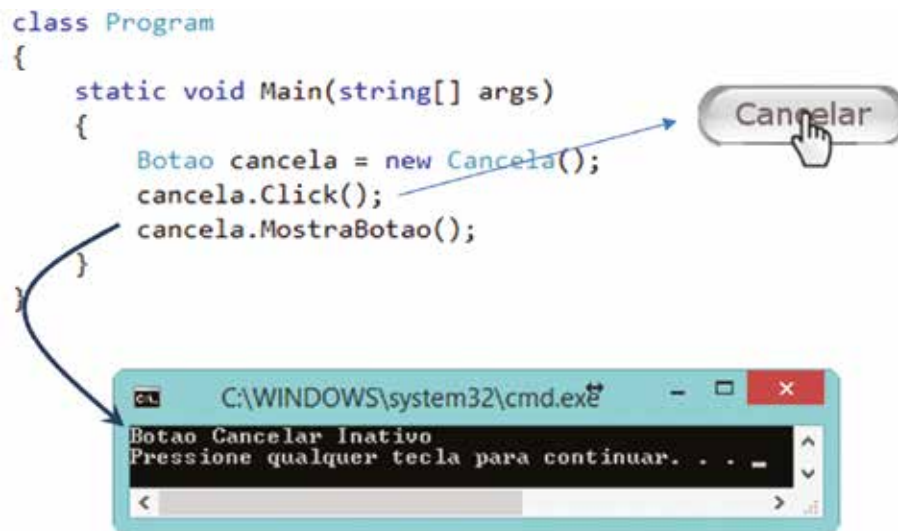 class Program
{
static void Main(string[] args)
{
Botao cancela = new Cancela();
cancela.Click();
cancela.MostraBotao();
}
}
Cancelar
C:\WINDOWS\system32\cmd.exe
Botao Cancelar Inativo
Pressione qualquer tecla para continuar. . .